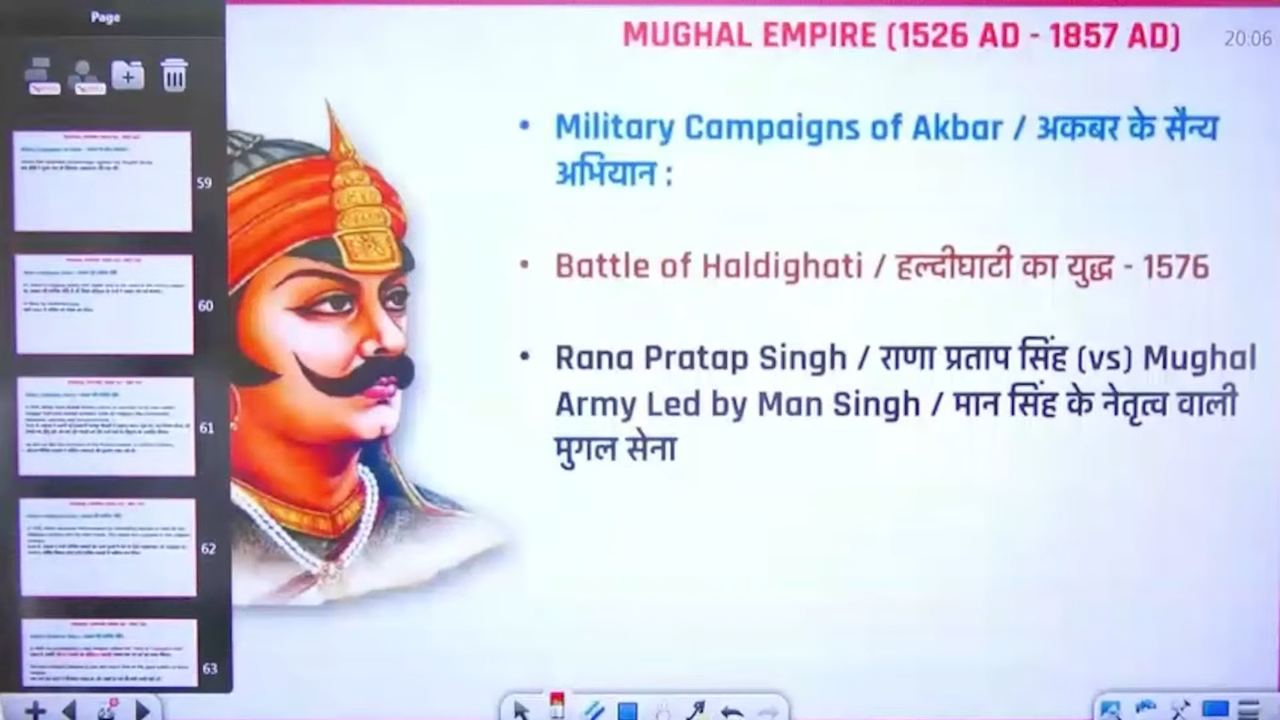 Page
MUGHAL EMPIRE (1526 AD - 1857 AD)
20:06
• Military Campaigns of Akbar / अकबर के सैन्य
अभियान :
• Battle of Haldighati / हल्दीघाटी का युद्ध - 1576
• Rana Pratap Singh / राणा प्रताप सिंह (vs) Mughal
Army Led by Man Singh / मान सिंह के नेतृत्व वाली
मुगल सेना
59
60
61
62
63